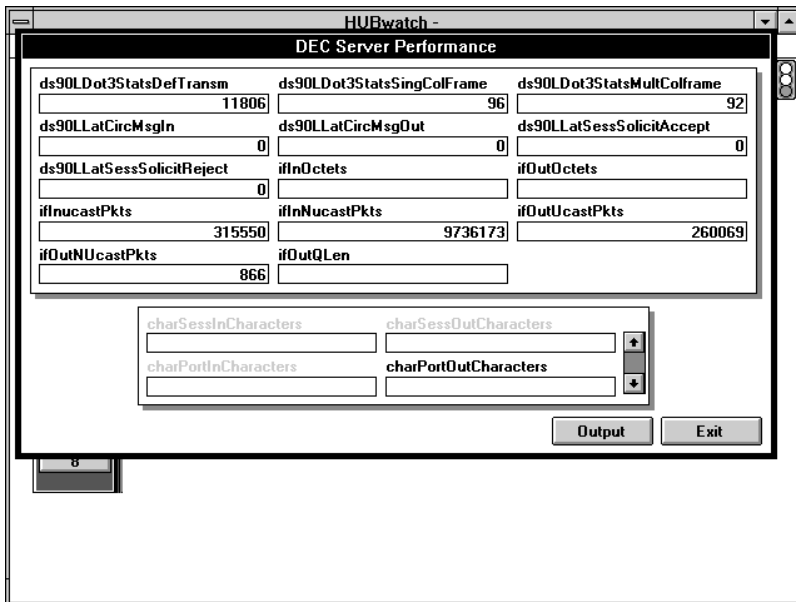 HUBwatch -
DEC Server Performance
ds90LDot3StatsDefTransm ds90LDot3StatsSingColFrame ds90LDot3StatsMultColframe
11806 96 92
ds90LLatCircMsgIn ds90LLatCircMsgOut ds90LLatSessSolicitAccept
0 0 0
ds90LLatSessSolicitReject ifInOctets ifOutOctets
0
ifInucastPkts ifInNucastPkts ifOutUcastPkts
315550 9736173 260069
ifOutNUcastPkts ifOutQLen
866
charSessInCharacters charSessOutCharacters
charPortInCharacters charPortOutCharacters
Output Exit
8